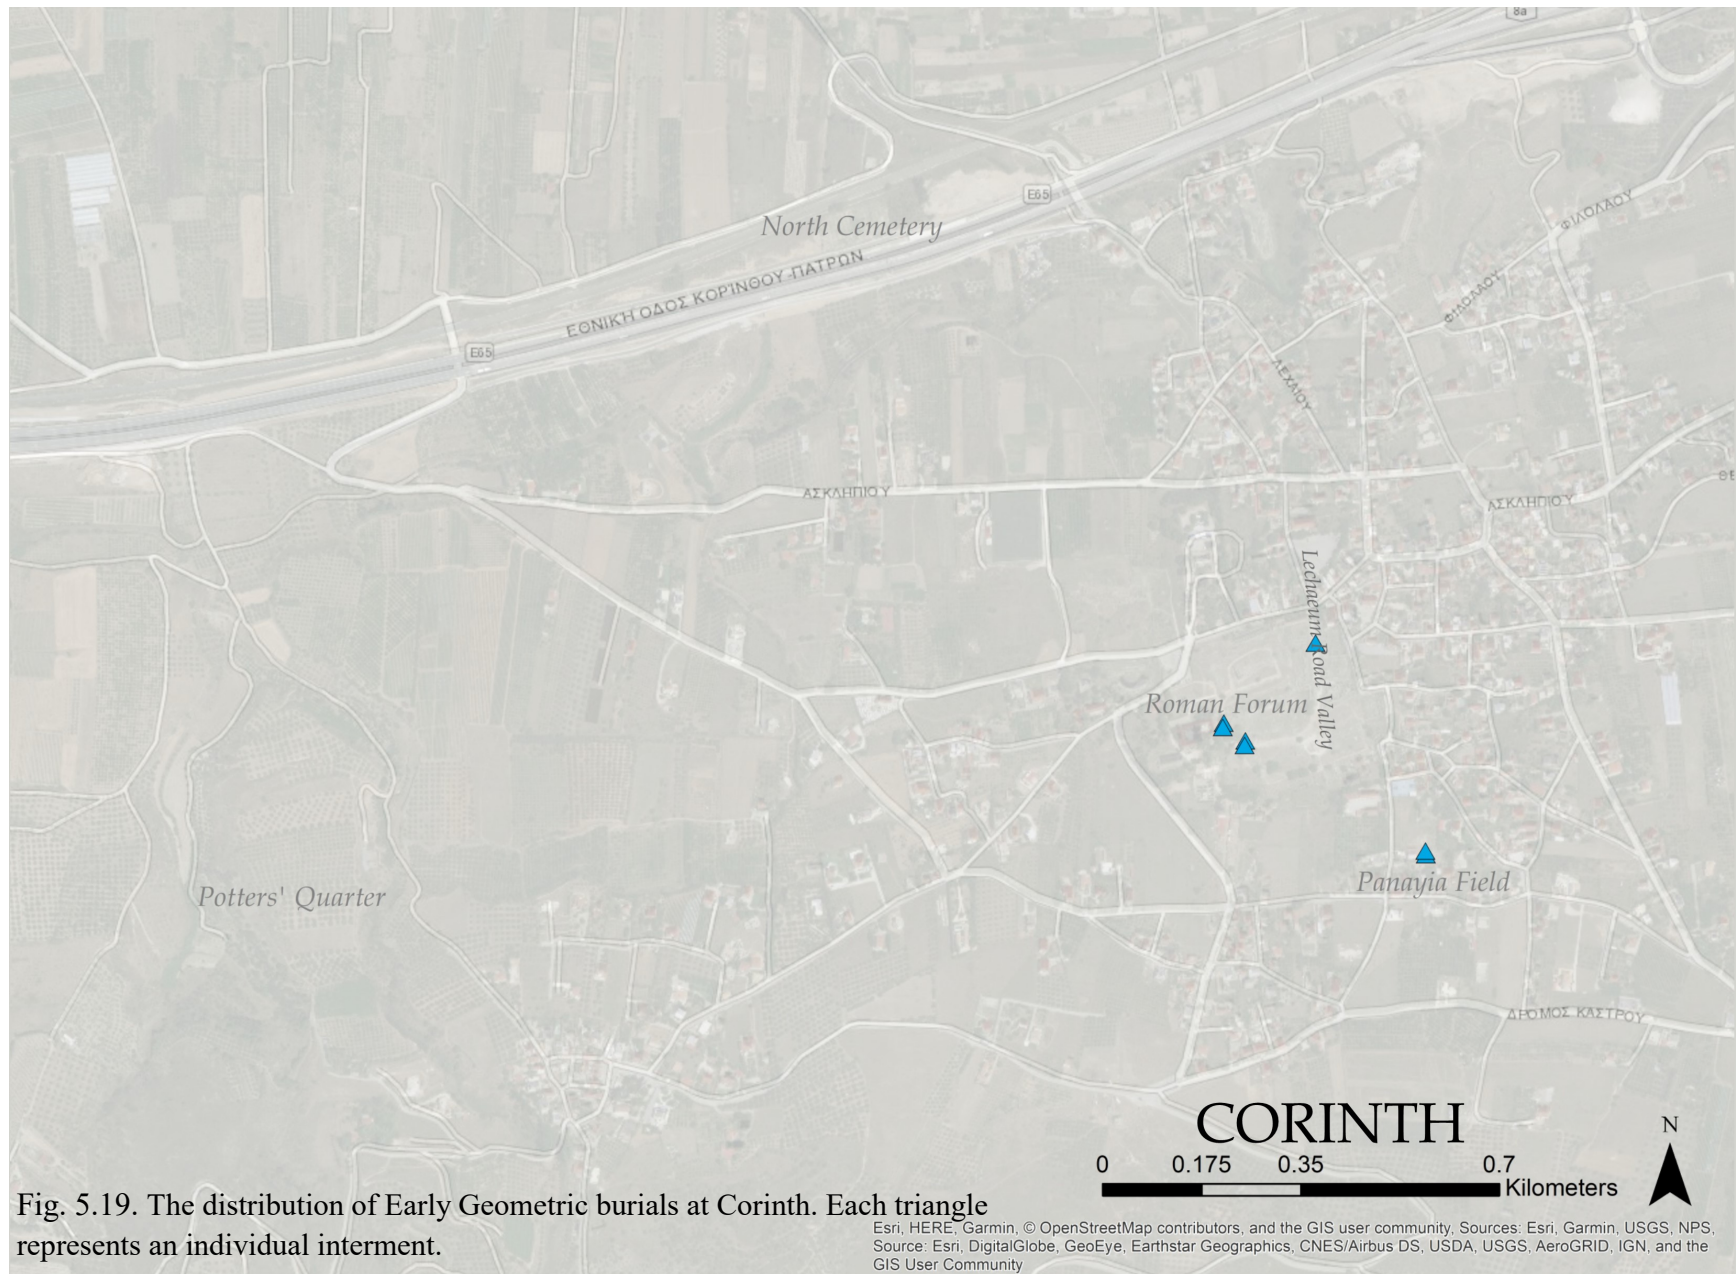 8a
E65
North Cemetery
ΦΙΛΟΛΑΟΥ
ΕΘΝΙΚΉ ΟΔΟΣ ΚΟΡΊΝΘΟΥ-ΠΑΤΡΩΝ
ΦΙΛΟΛΑΟΥ
E65
ΛΕΧΑΙΟΥ
ΑΣΚΛΗΠΙΟΥ
ΑΣΚΛΗΠΙΟΥ
ΘΕ
Lechaeum Road Valley
Roman Forum
Potters' Quarter
Panayia Field
ΔΡΟΜΟΣ ΚΑΣΤΡΟΥ
CORINTH
N
0 0.175 0.35 0.7
Kilometers
Fig. 5.19. The distribution of Early Geometric burials at Corinth. Each triangle
represents an individual interment.
Esri, HERE, Garmin, © OpenStreetMap contributors, and the GIS user community, Sources: Esri, Garmin, USGS, NPS,
Source: Esri, DigitalGlobe, GeoEye, Earthstar Geographics, CNES/Airbus DS, USDA, USGS, AeroGRID, IGN, and the
GIS User Community